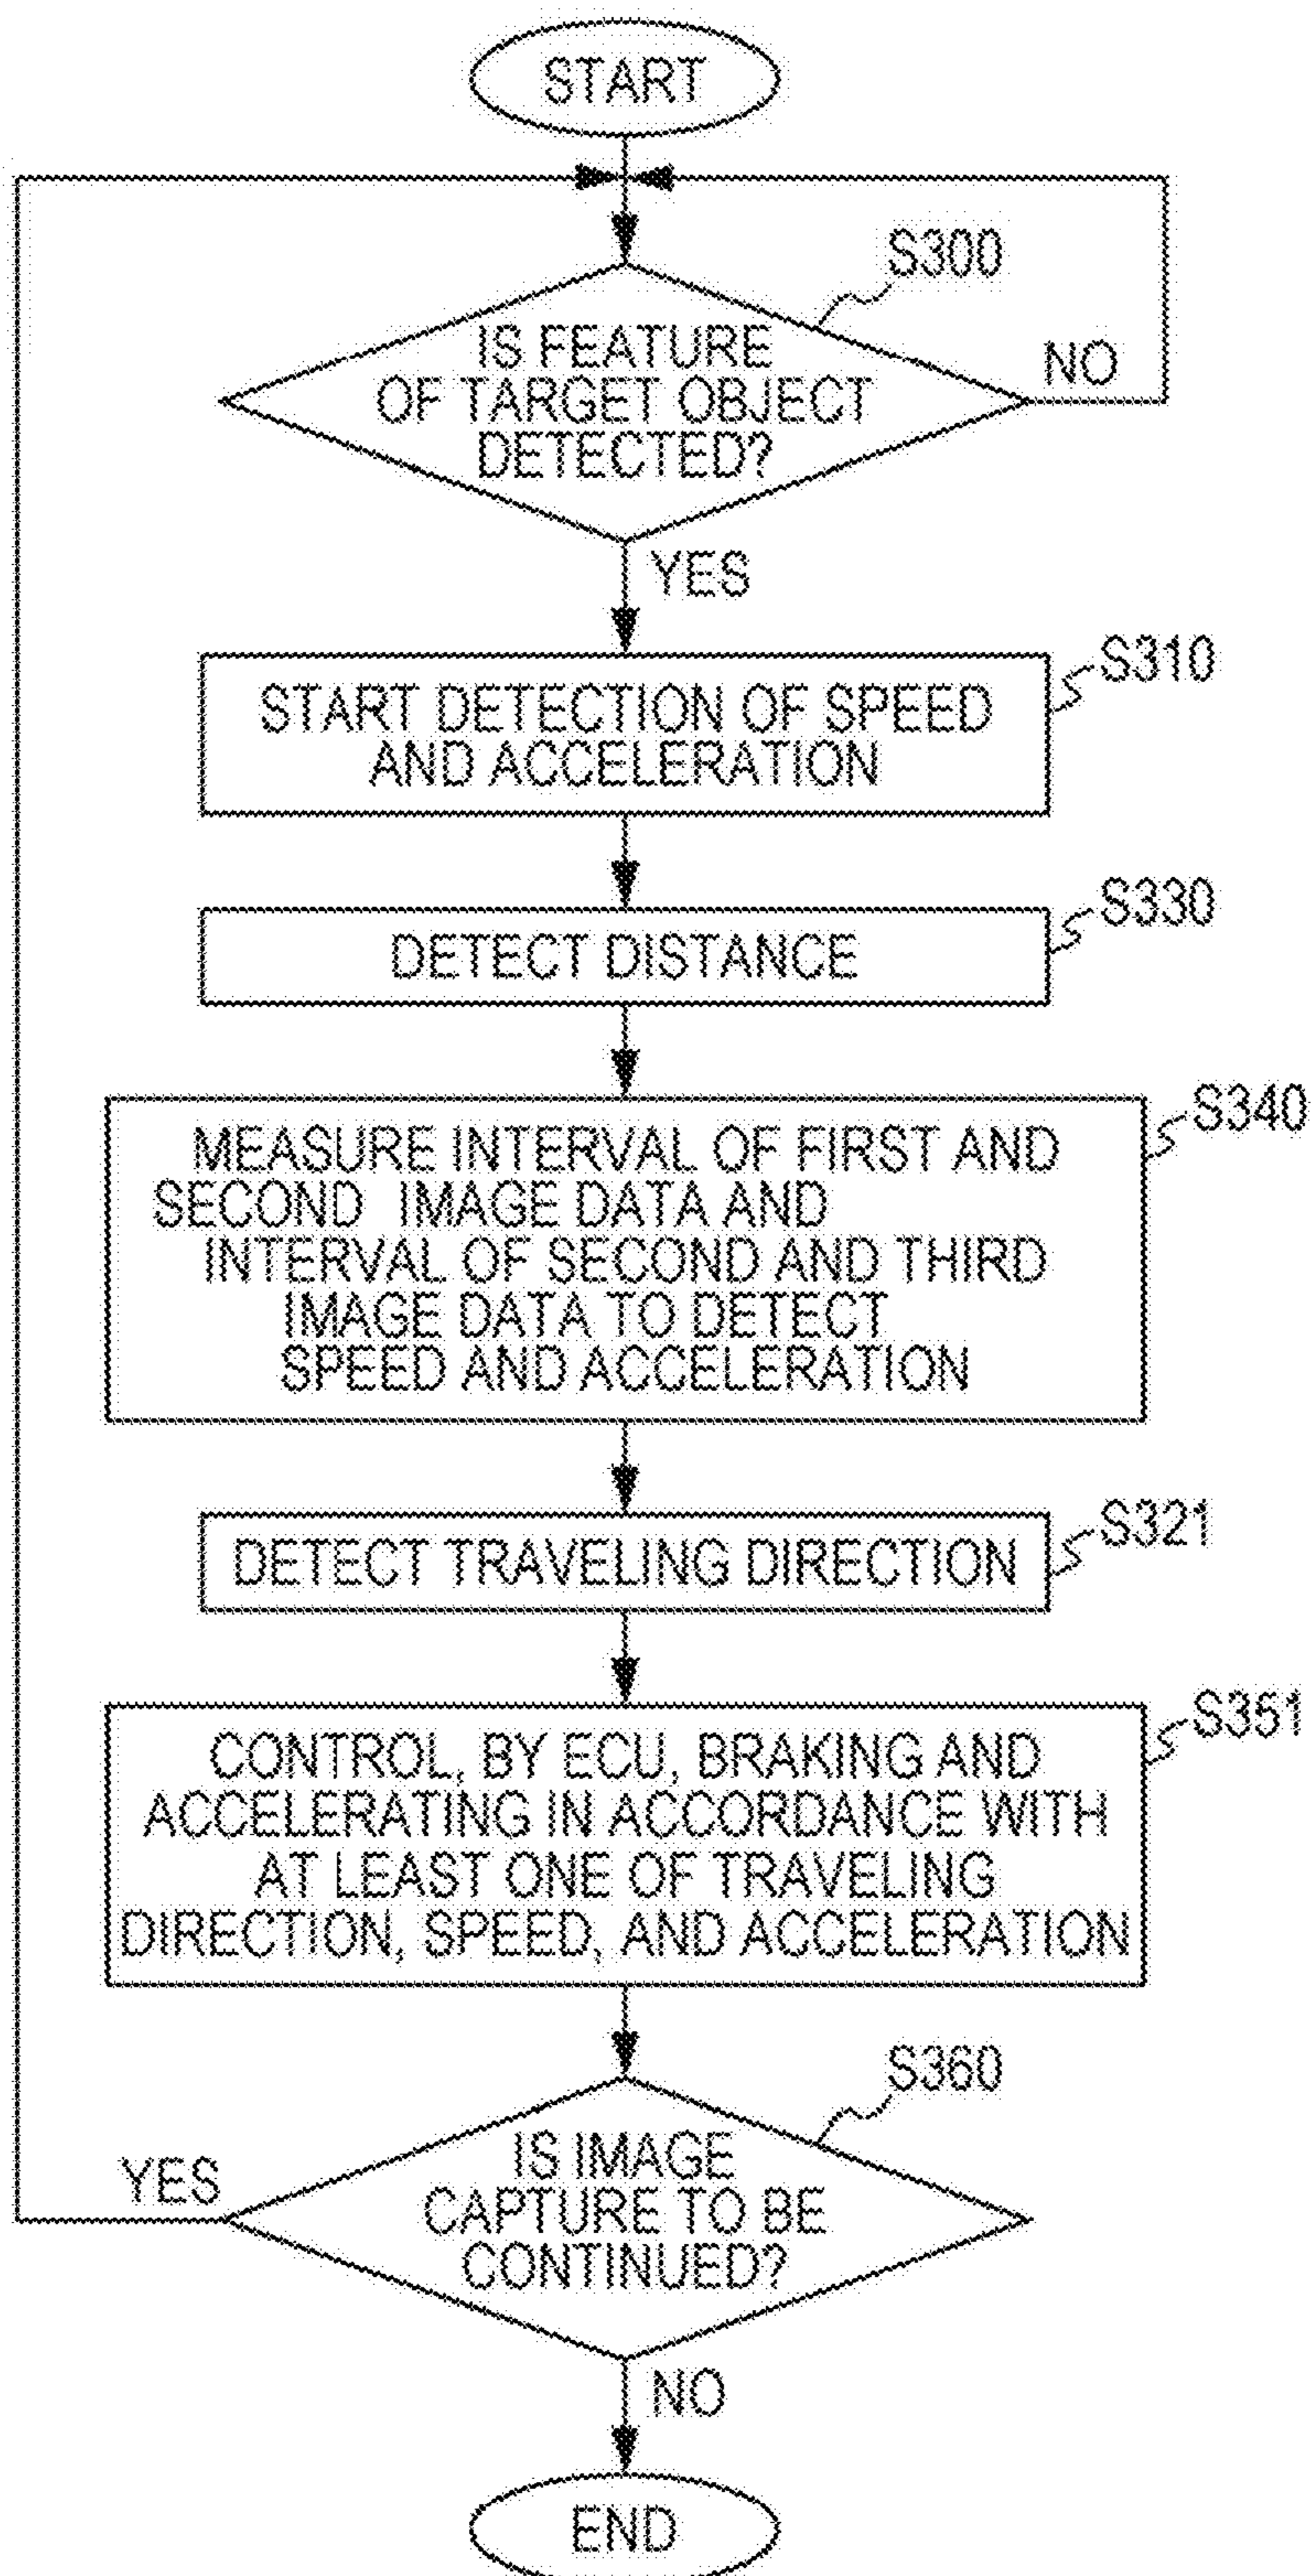 START
S300
IS FEATURE
OF TARGET OBJECT
DETECTED?
NO
YES
S310
START DETECTION OF SPEED
AND ACCELERATION
S330
DETECT DISTANCE
S340
MEASURE INTERVAL OF FIRST AND
SECOND IMAGE DATA AND
INTERVAL OF SECOND AND THIRD
IMAGE DATA TO DETECT
SPEED AND ACCELERATION
S321
DETECT TRAVELING DIRECTION
S351
CONTROL, BY ECU, BRAKING AND
ACCELERATING IN ACCORDANCE WITH
AT LEAST ONE OF TRAVELING
DIRECTION, SPEED, AND ACCELERATION
S360
IS IMAGE
CAPTURE TO BE
CONTINUED?
YES
NO
END